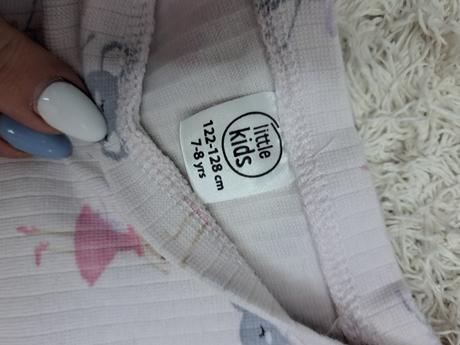 little
kids
122-128 cm
7-8 yrs